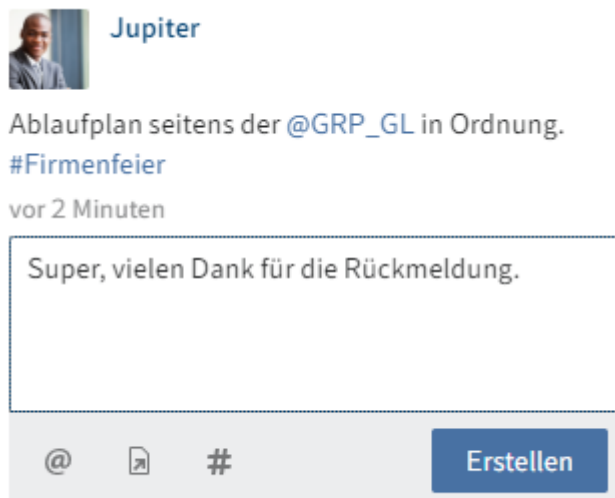 Jupiter
Ablaufplan seitens der @GRP_GL in Ordnung.
#Firmenfeier
vor 2 Minuten
Super, vielen Dank für die Rückmeldung.
@ # Erstellen